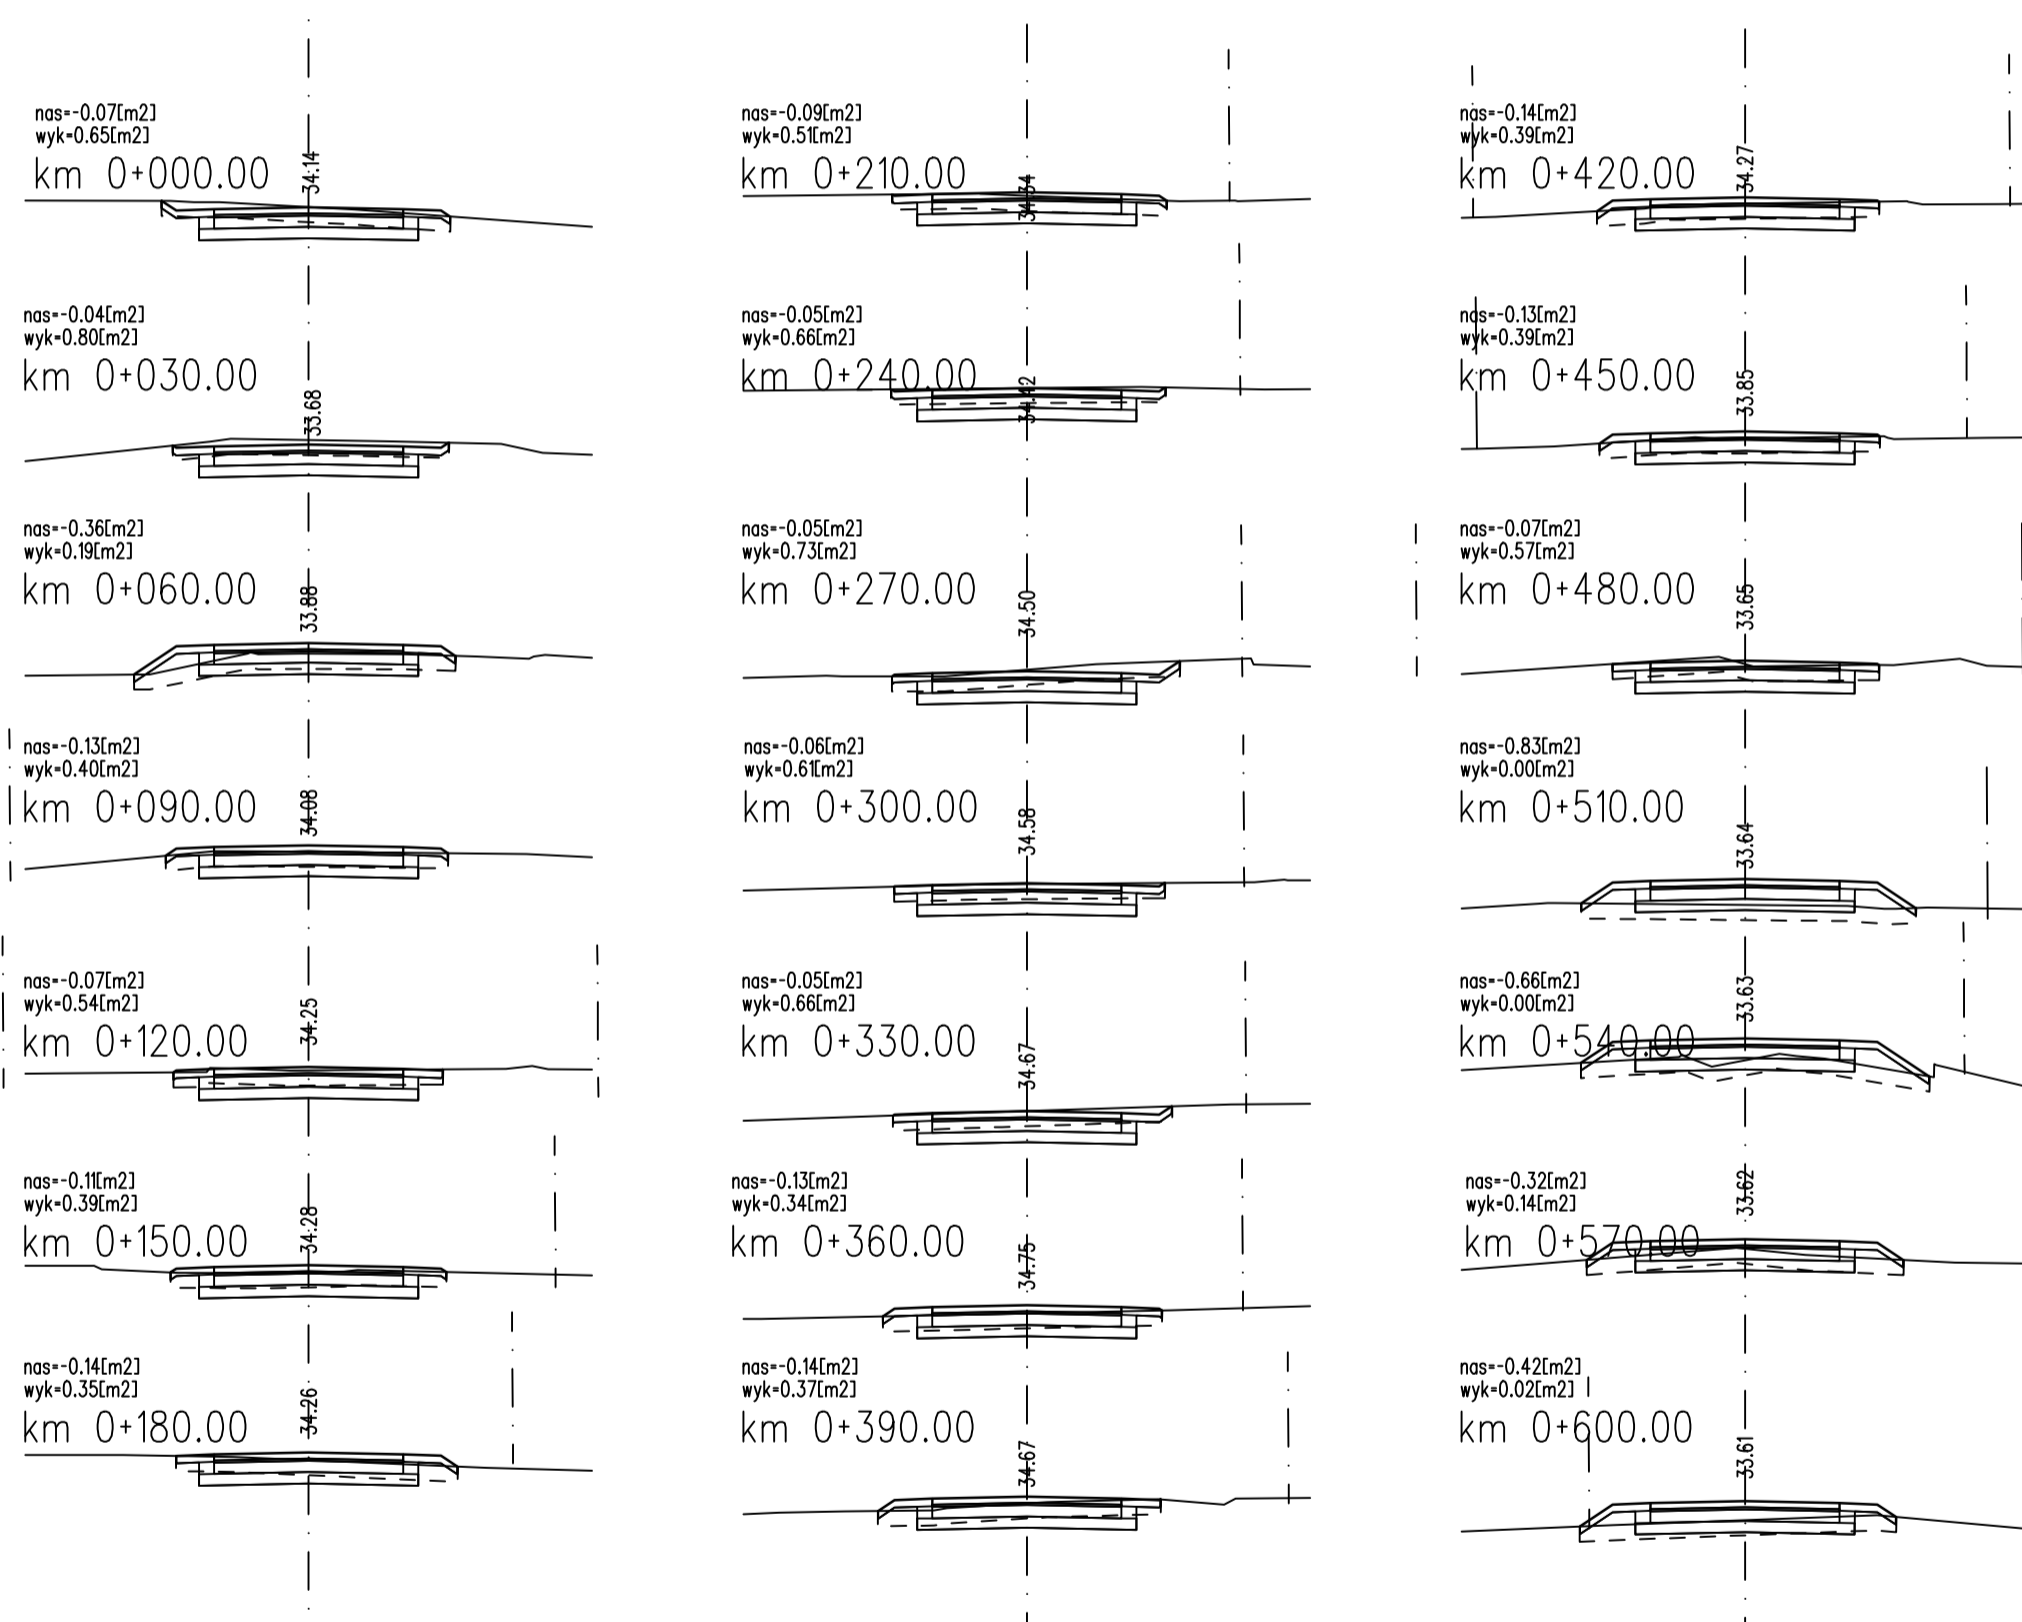 nas=-0.07[m2]
wyk=0.65[m2]
km 0+000.00
34.14
nas=-0.04[m2]
wyk=0.80[m2]
km 0+030.00
33.68
nas=-0.36[m2]
wyk=0.19[m2]
km 0+060.00
33.88
nas=-0.13[m2]
wyk=0.40[m2]
km 0+090.00
34.08
nas=-0.07[m2]
wyk=0.54[m2]
km 0+120.00
34.25
nas=-0.11[m2]
wyk=0.39[m2]
km 0+150.00
34.28
nas=-0.14[m2]
wyk=0.35[m2]
km 0+180.00
34.26
nas=-0.09[m2]
wyk=0.51[m2]
km 0+210.00
34.34
nas=-0.05[m2]
wyk=0.66[m2]
km 0+240.00
34.42
nas=-0.05[m2]
wyk=0.73[m2]
km 0+270.00
34.50
nas=-0.06[m2]
wyk=0.61[m2]
km 0+300.00
34.58
nas=-0.05[m2]
wyk=0.66[m2]
km 0+330.00
34.67
nas=-0.13[m2]
wyk=0.34[m2]
km 0+360.00
34.75
nas=-0.14[m2]
wyk=0.37[m2]
km 0+390.00
34.67
nas=-0.14[m2]
wyk=0.39[m2]
km 0+420.00
34.27
nas=-0.13[m2]
wyk=0.39[m2]
km 0+450.00
33.85
nas=-0.07[m2]
wyk=0.57[m2]
km 0+480.00
33.65
nas=-0.83[m2]
wyk=0.00[m2]
km 0+510.00
33.64
nas=-0.66[m2]
wyk=0.00[m2]
km 0+540.00
33.63
nas=-0.32[m2]
wyk=0.14[m2]
km 0+570.00
33.62
nas=-0.42[m2]
wyk=0.02[m2]
km 0+600.00
33.61